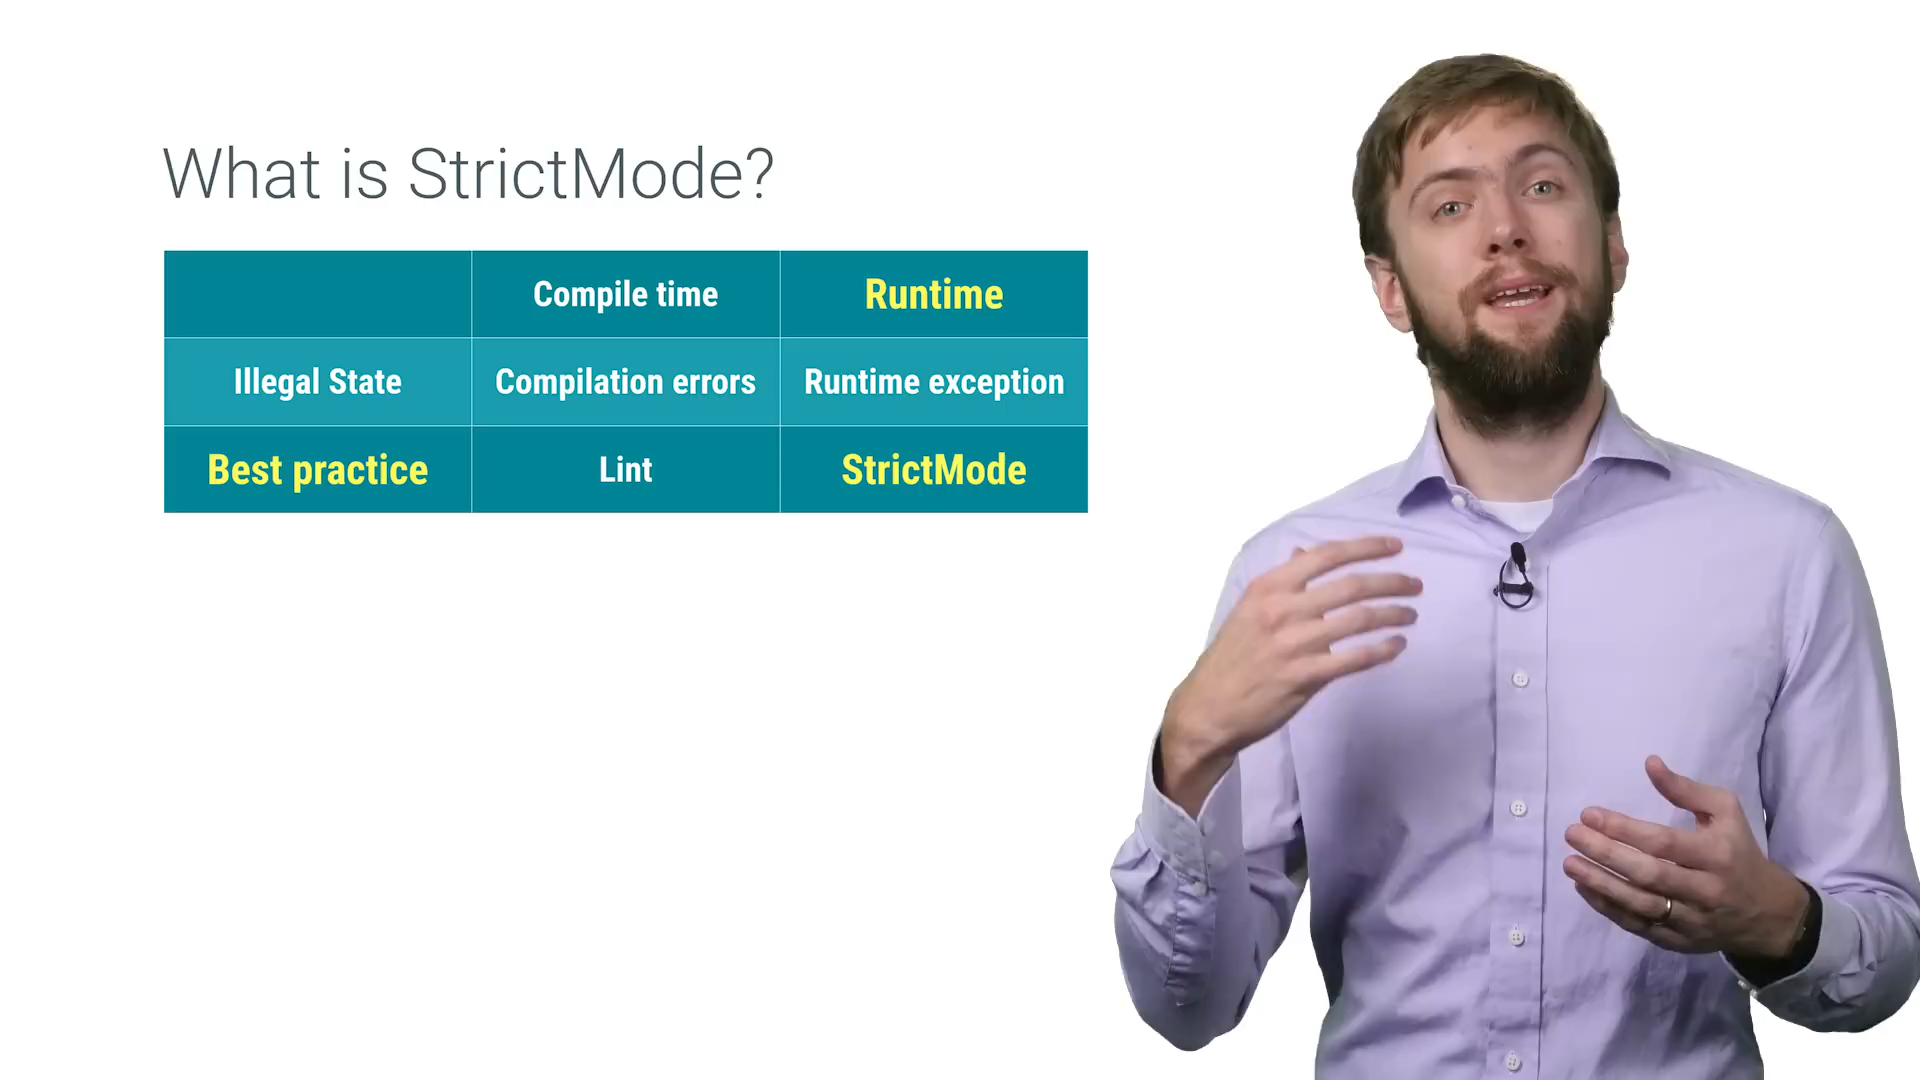 What is StrictMode?
Compile time Runtime
Illegal State Compilation errors Runtime exception
Best practice Lint StrictMode